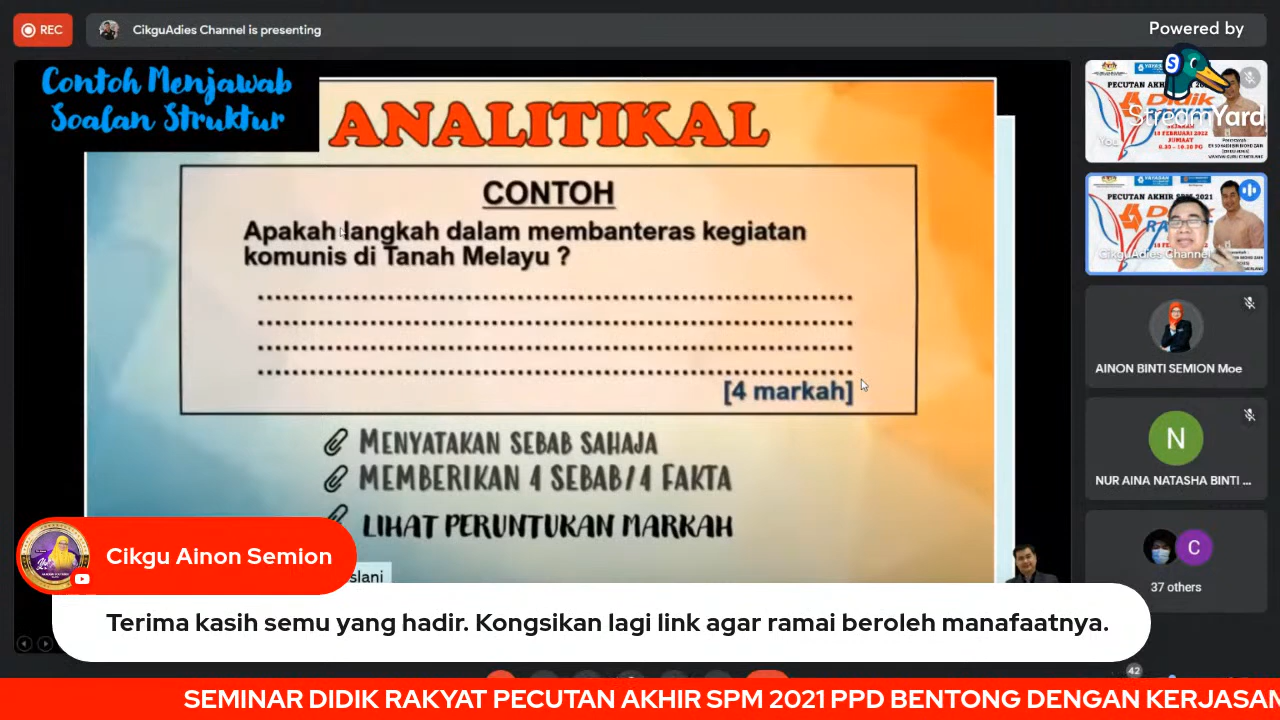 REC
CikguAdies Channel is presenting
Powered by
StreamYard
Contoh Menjawab
Soalan Struktur
ANALITIKAL
CONTOH
Apakah langkah dalam membanteras kegiatan
komunis di Tanah Melayu ?
[4 markah]
MENYATAKAN SEBAB SAHAJA
MEMBERIKAN 4 SEBAB/4 FAKTA
LIHAT PERUNTUKAN MARKAH
slani
You
CikguAdies Channel
AINON BINTI SEMION Moe
N
NUR AINA NATASHA BINTI ...
C
37 others
42
Cikgu Ainon Semion
Terima kasih semu yang hadir. Kongsikan lagi link agar ramai beroleh manafaatnya.
SEMINAR DIDIK RAKYAT PECUTAN AKHIR SPM 2021 PPD BENTONG DENGAN KERJASAM